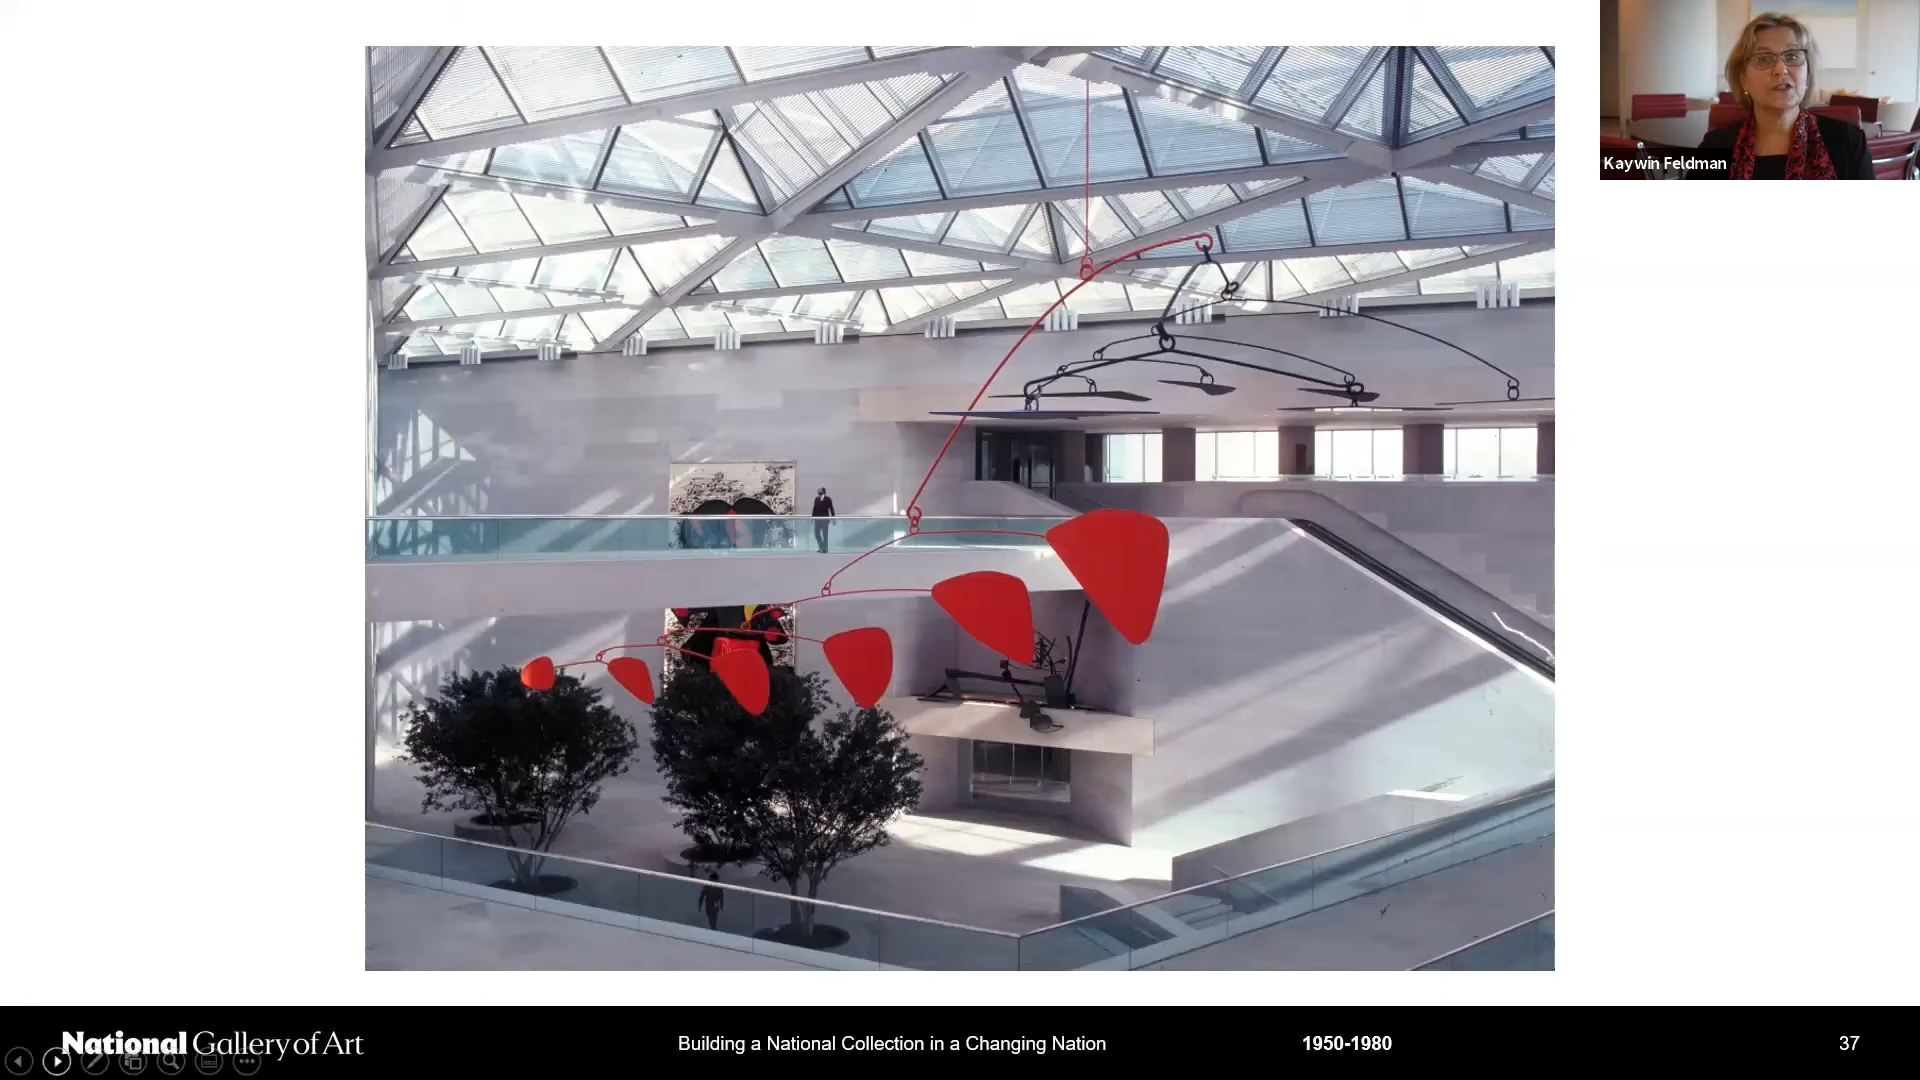 Kaywin Feldman
National Gallery of Art
Building a National Collection in a Changing Nation
1950-1980
37